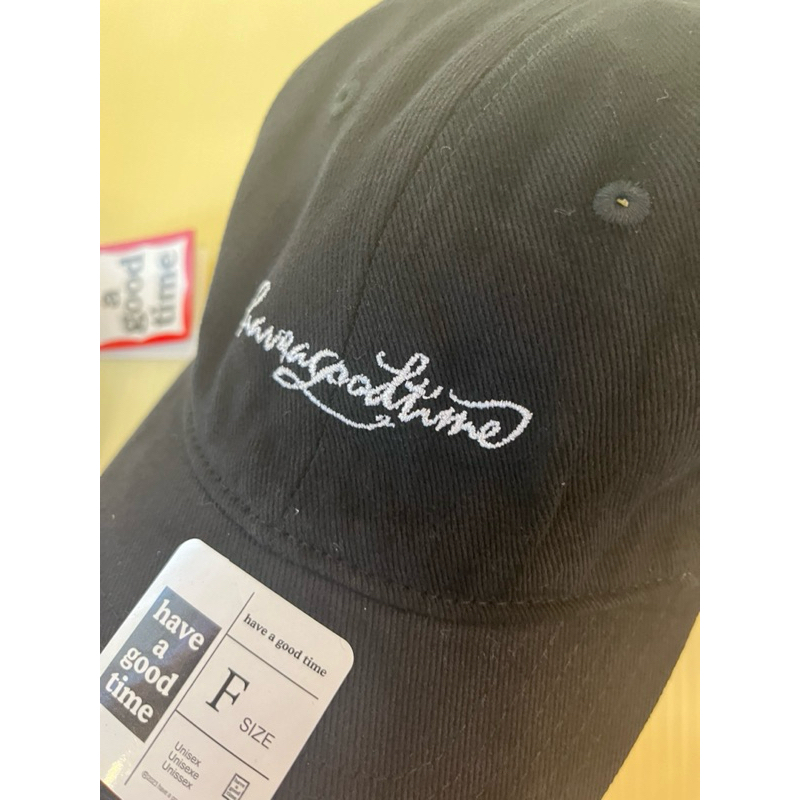 haveagoodtime
a
good
time
have
a
good
time
have a good time
F SIZE
Unisex
Unisexe
Unissex